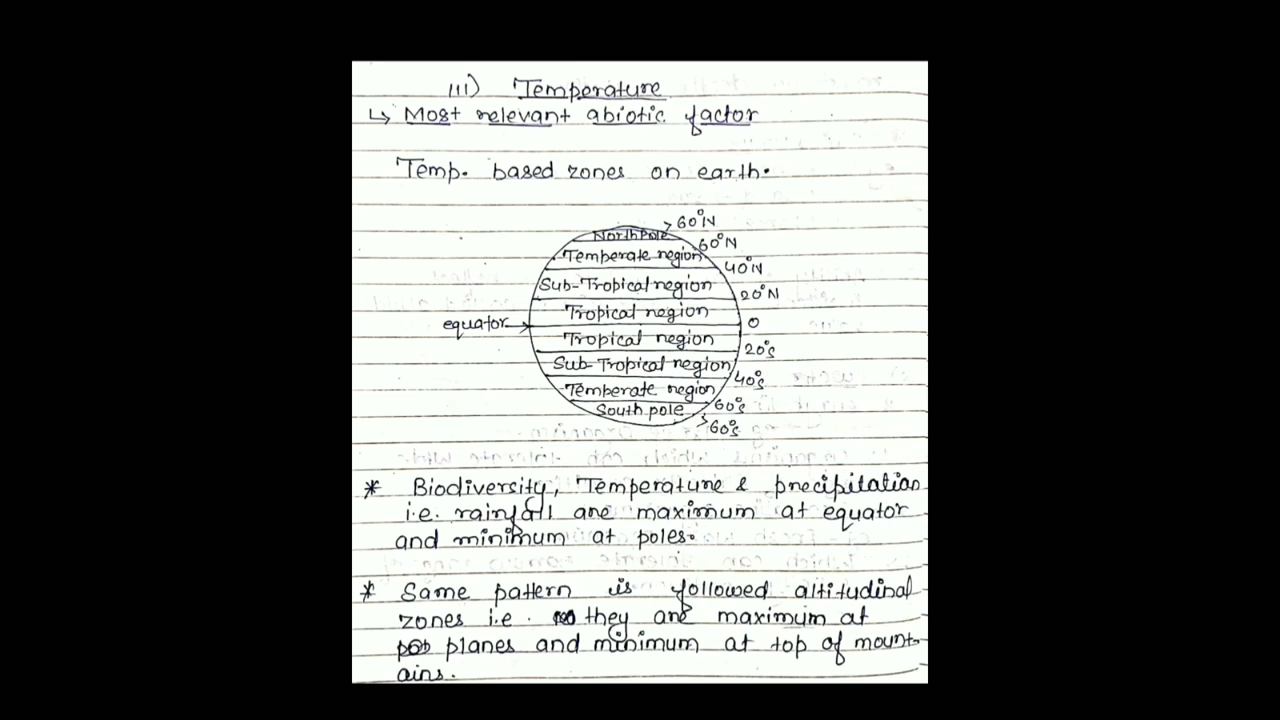 III) Temperature
↳ Most relevant abiotic factor
Temp. based zones on earth.
>60°N
North pole
60°N
Temperate region
40°N
Sub-Tropical region
20°N
Tropical region
equator→
0
Tropical region
20°S
Sub-Tropical region
40°S
Temperate region
60°S
South pole
>60°S
* Biodiversity, Temperature & precipitation
i.e. rainfall are maximum at equator
and minimum at poles.
* Same pattern is followed altitudinal
zones i.e. they are maximum at
planes and minimum at top of mount-
ains.